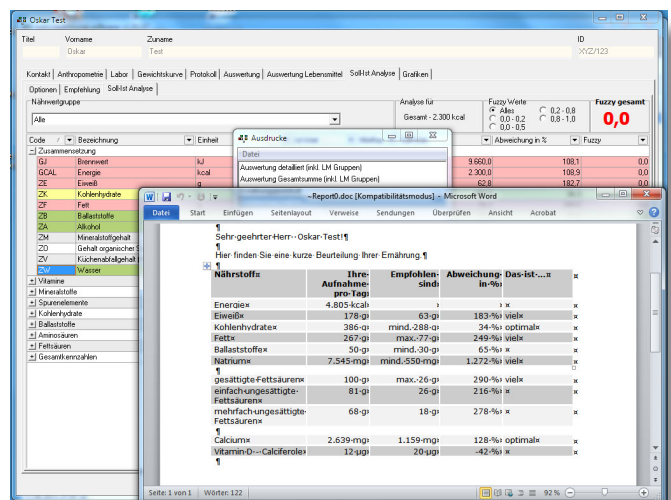 Oskar Test
Titel Vorname Zuname ID
Oskar Test XYZ/123
Kontakt Anthropometrie Labor Gewichtskurve Protokoll Auswertung Auswertung Lebensmittel Soll-Ist Analyse Grafiken
Optionen Empfehlung Soll-Ist Analyse
Nährwertgruppe Analyse für Fuzzy Werte Fuzzy gesamt
Alle Gesamt - 2.300 kcal Alles 0,2 - 0,8 0,0
0,0 - 0,2 0,8 - 1,0
0,0 - 0,5
Code Bezeichnung Einheit Abweichung in % Fuzzy
Zusammensetzung
GJ Brennwert kJ 9.660,0 108,1 0,0
GCAL Energie kcal 2.300,0 108,9 0,0
ZE Eiweiß g 62,8 182,7 0,0
ZK Kohlenhydrate
ZF Fett
ZB Ballaststoffe
ZA Alkohol
ZM Mineralstoffgehalt
ZO Gehalt organischer
ZV Küchenabfallgehalt
ZW Wasser
Vitamine
Mineralstoffe
Spurenelemente
Kohlenhydrate
Ballaststoffe
Aminosäuren
Fettsäuren
Gesamtkennzahlen
Ausdrucke
Datei
Auswertung detailliert (inkl. LM Gruppen)
Auswertung Gesamtsumme (inkl. LM Gruppen)
~Report0.doc [Kompatibilitätsmodus] - Microsoft Word
Datei Start Einfügen Seitenlayout Verweise Sendungen Überprüfen Ansicht Acrobat
¶
Sehr·geehrter·Herr··Oskar·Test!¶
¶
Hier·finden·Sie·eine·kurze·Beurteilung·Ihrer·Ernährung.¶
¶
Nährstoff¤ Ihre·Aufnahme·pro·Tag¤ Empfohlen·sind¤ Abweichung·in·%¤ Das·ist·...¤
Energie¤ 4.805·kcal¤ ¤ ¤ ¤
Eiweiß¤ 178·g¤ 63·g¤ 183·%¤ viel¤
Kohlenhydrate¤ 386·g¤ mind.·288·g¤ 34·%¤ optimal¤
Fett¤ 267·g¤ max.·77·g¤ 249·%¤ viel¤
Ballaststoffe¤ 50·g¤ mind.·30·g¤ 65·%¤ ¤
Natrium¤ 7.545·mg¤ mind.·550·mg¤ 1.272·%¤ viel¤
¶
gesättigte·Fettsäuren¤ 100·g¤ max.·26·g¤ 290·%¤ viel¤
einfach·ungesättigte·Fettsäuren¤ 81·g¤ 26·g¤ 216·%¤ ¤
mehrfach·ungesättigte·Fettsäuren¤ 68·g¤ 18·g¤ 278·%¤ ¤
¶
Calcium¤ 2.639·mg¤ 1.159·mg¤ 128·%¤ optimal¤
Vitamin·D·-·Calciferole¤ 12·µg¤ 20·µg¤ -42·%¤ ¤
¶
Seite: 1 von 1 Wörter: 122 92 %